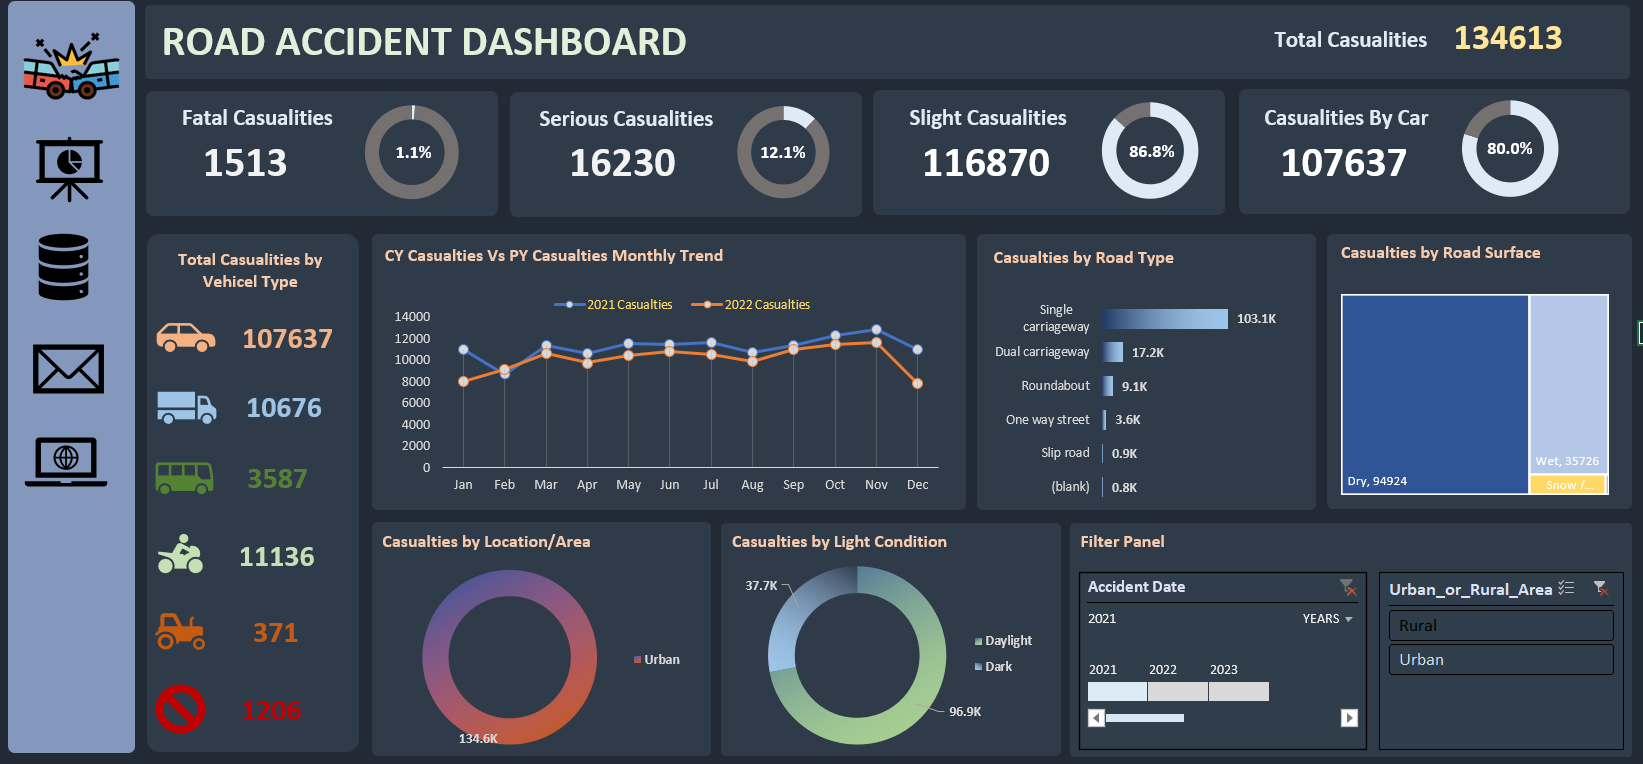 ROAD ACCIDENT DASHBOARD
Total Casualities 134613
Fatal Casualities
1513
1.1%
Serious Casualities
16230
12.1%
Slight Casualities
116870
86.8%
Casualities By Car
107637
80.0%
Total Casualities by
Vehicel Type
107637
10676
3587
11136
371
1206
CY Casualties Vs PY Casualties Monthly Trend
2021 Casualties
2022 Casualties
14000
12000
10000
8000
6000
4000
2000
0
Jan Feb Mar Apr May Jun Jul Aug Sep Oct Nov Dec
Casualties by Road Type
Single
carriageway
103.1K
Dual carriageway 17.2K
Roundabout 9.1K
One way street 3.6K
Slip road 0.9K
(blank) 0.8K
Casualties by Road Surface
Dry, 94924
Wet, 35726
Snow /...
Casualties by Location/Area
Urban
134.6K
Casualties by Light Condition
37.7K
Daylight
Dark
96.9K
Filter Panel
Accident Date
2021 YEARS
2021 2022 2023
Urban_or_Rural_Area
Rural
Urban